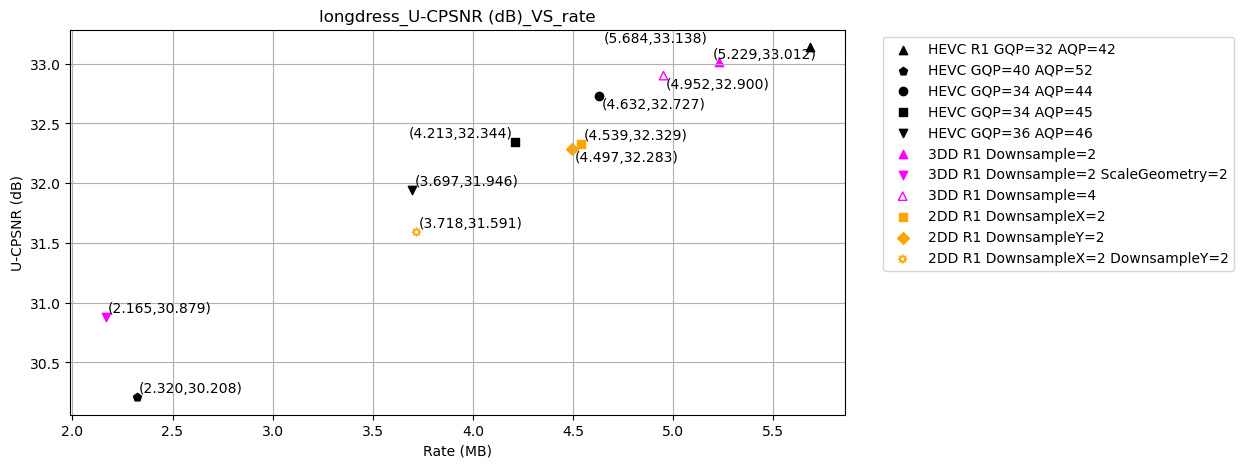 longdress_U-CPSNR (dB)_VS_rate
(5.684,33.138)
(5.229,33.012)
(4.952,32.900)
(4.632,32.727)
(4.213,32.344)
(4.539,32.329)
(4.497,32.283)
(3.697,31.946)
(3.718,31.591)
(2.165,30.879)
(2.320,30.208)
U-CPSNR (dB)
33.0
32.5
32.0
31.5
31.0
30.5
2.0 2.5 3.0 3.5 4.0 4.5 5.0 5.5
Rate (MB)
HEVC R1 GQP=32 AQP=42
HEVC GQP=40 AQP=52
HEVC GQP=34 AQP=44
HEVC GQP=34 AQP=45
HEVC GQP=36 AQP=46
3DD R1 Downsample=2
3DD R1 Downsample=2 ScaleGeometry=2
3DD R1 Downsample=4
2DD R1 DownsampleX=2
2DD R1 DownsampleY=2
2DD R1 DownsampleX=2 DownsampleY=2